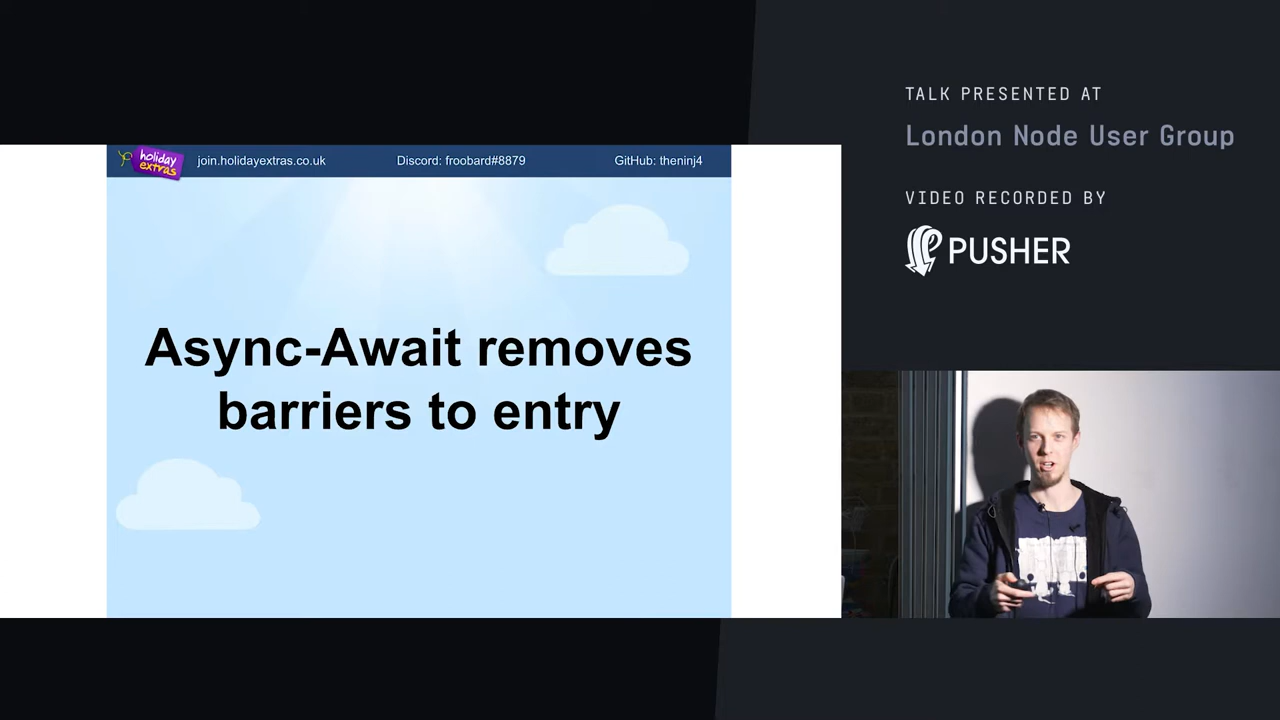 holiday
extras
join.holidayextras.co.uk
Discord: froobard#8879
GitHub: theninj4
Async-Await removes
barriers to entry
TALK PRESENTED AT
London Node User Group
VIDEO RECORDED BY
PUSHER